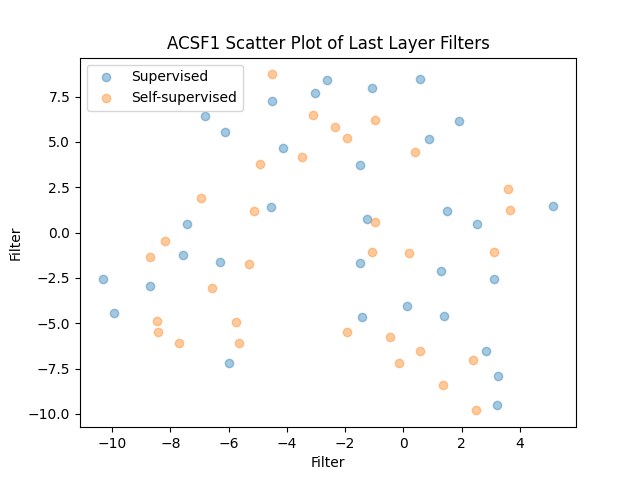 ACSF1 Scatter Plot of Last Layer Filters
Supervised
Self-supervised
7.5
5.0
2.5
0.0
−2.5
−5.0
−7.5
−10.0
Filter
−10 −8 −6 −4 −2 0 2 4
Filter